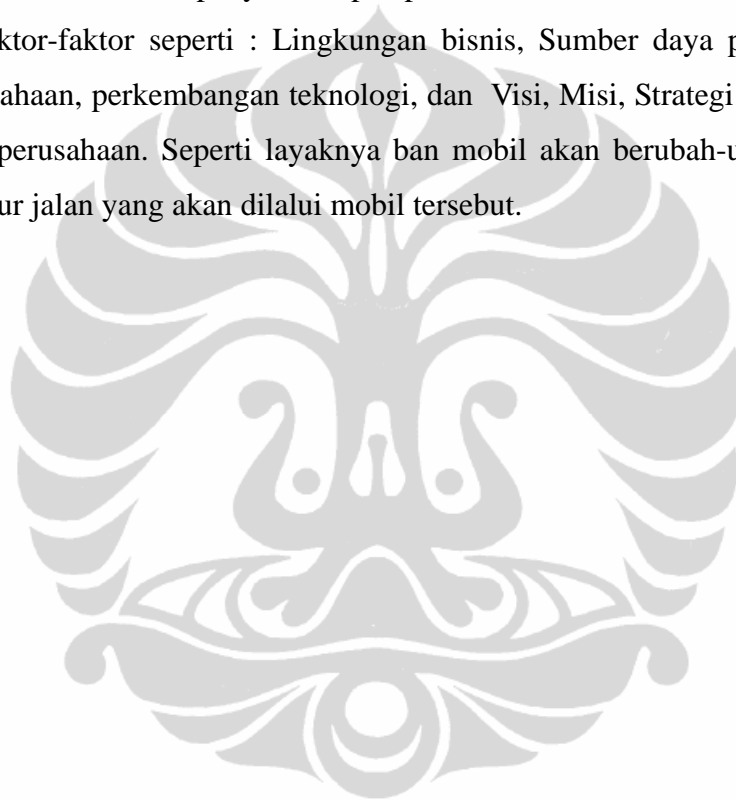 ktor-faktor seperti : Lingkungan bisnis, Sumber daya p
ahaan, perkembangan teknologi, dan Visi, Misi, Strategi
perusahaan. Seperti layaknya ban mobil akan berubah-u
ur jalan yang akan dilalui mobil tersebut.